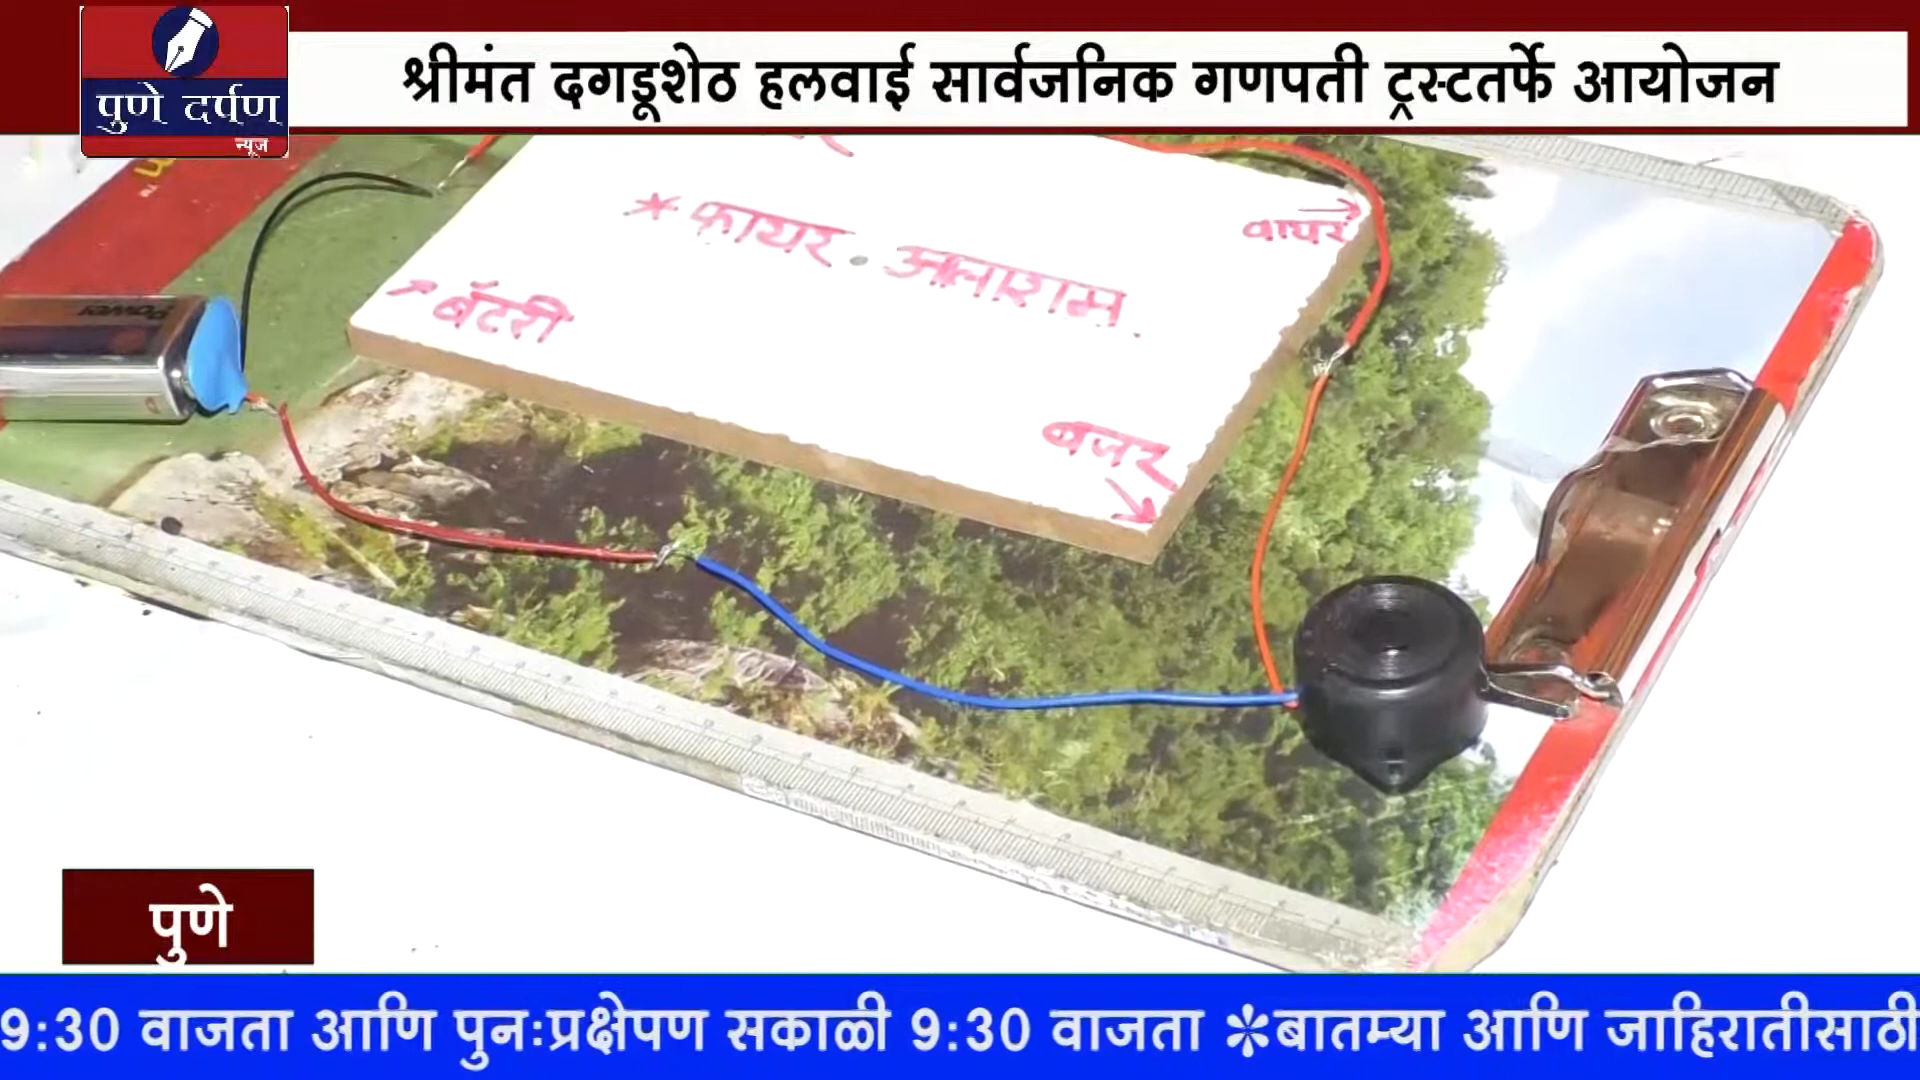 श्रीमंत दगडूशेठ हलवाई सार्वजनिक गणपती ट्रस्टतर्फे आयोजन
पुणे दर्पण
न्यूज
* फायर . अलाराम .
वायर
बॅटरी
बजर
Power
पुणे
9:30 वाजता आणि पुनःप्रक्षेपण सकाळी 9:30 वाजता ✻बातम्या आणि जाहिरातीसाठी